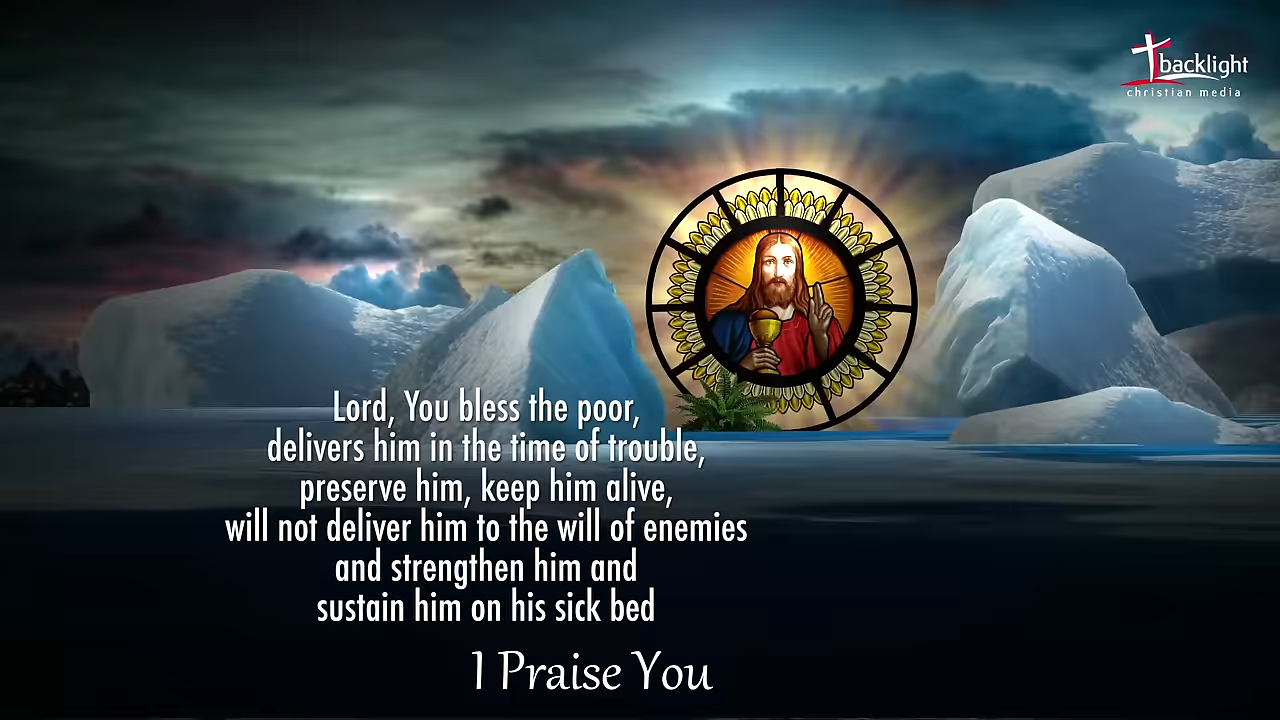 backlight
christian media
Lord, You bless the poor,
delivers him in the time of trouble,
preserve him, keep him alive,
will not deliver him to the will of enemies
and strengthen him and
sustain him on his sick bed
I Praise You